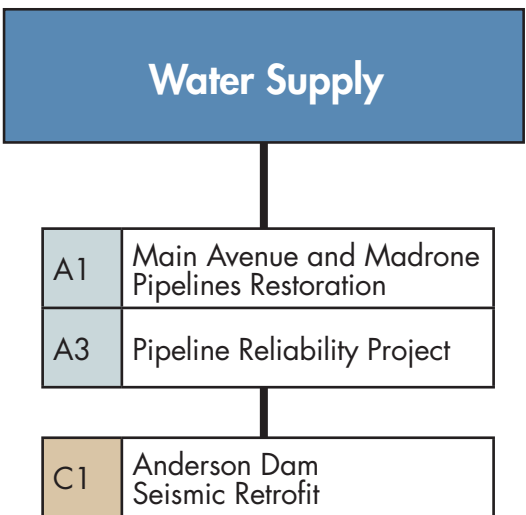 Water Supply
A1
Main Avenue and Madrone
Pipelines Restoration
A3
Pipeline Reliability Project
C1
Anderson Dam
Seismic Retrofit